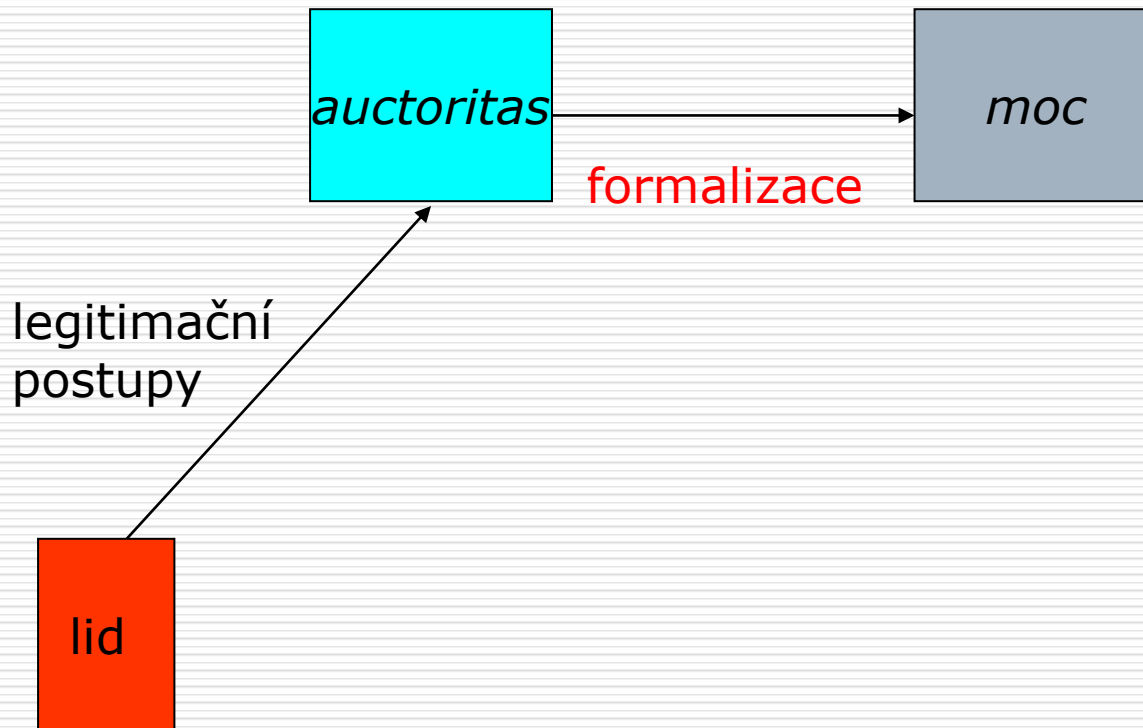 auctoritas
moc
formalizace
legitimační
postupy
lid